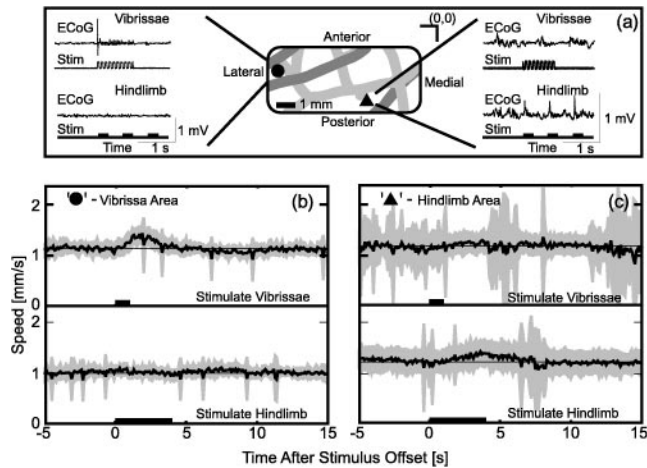 (a)
(0,0)
Vibrissae
ECoG
Stim
Hindlimb
ECoG
Stim
Time
1 s
1 mV
Anterior
Lateral
Medial
1 mm
Posterior
Vibrissae
ECoG
Stim
Hindlimb
ECoG
Stim
Time
1 s
1 mV
Speed [mm/s]
2
1
0
2
1
0
'●' - Vibrissa Area
(b)
Stimulate Vibrissae
Stimulate Hindlimb
-5 0 5 10 15
'▲' - Hindlimb Area
(c)
Stimulate Vibrissae
Stimulate Hindlimb
-5 0 5 10 15
Time After Stimulus Offset [s]